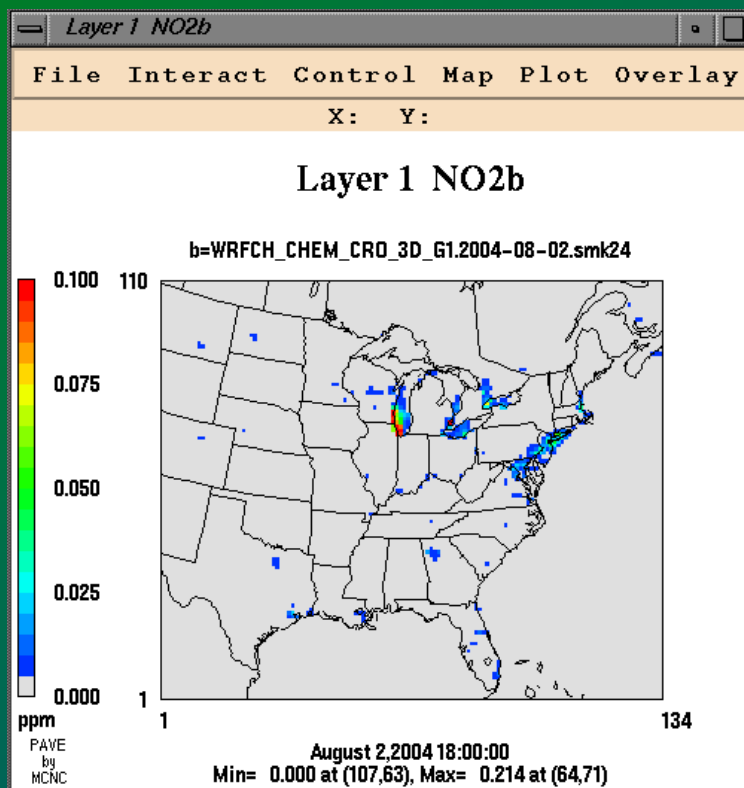 Layer 1 NO2b
File Interact Control Map Plot Overlay
X: Y:
Layer 1 NO2b
b=WRFCH_CHEM_CRO_3D_G1.2004-08-02.smk24
0.100
0.075
0.050
0.025
0.000
ppm
PAVE
by
MCNC
110
1
1
134
August 2,2004 18:00:00
Min= 0.000 at (107,63), Max= 0.214 at (64,71)